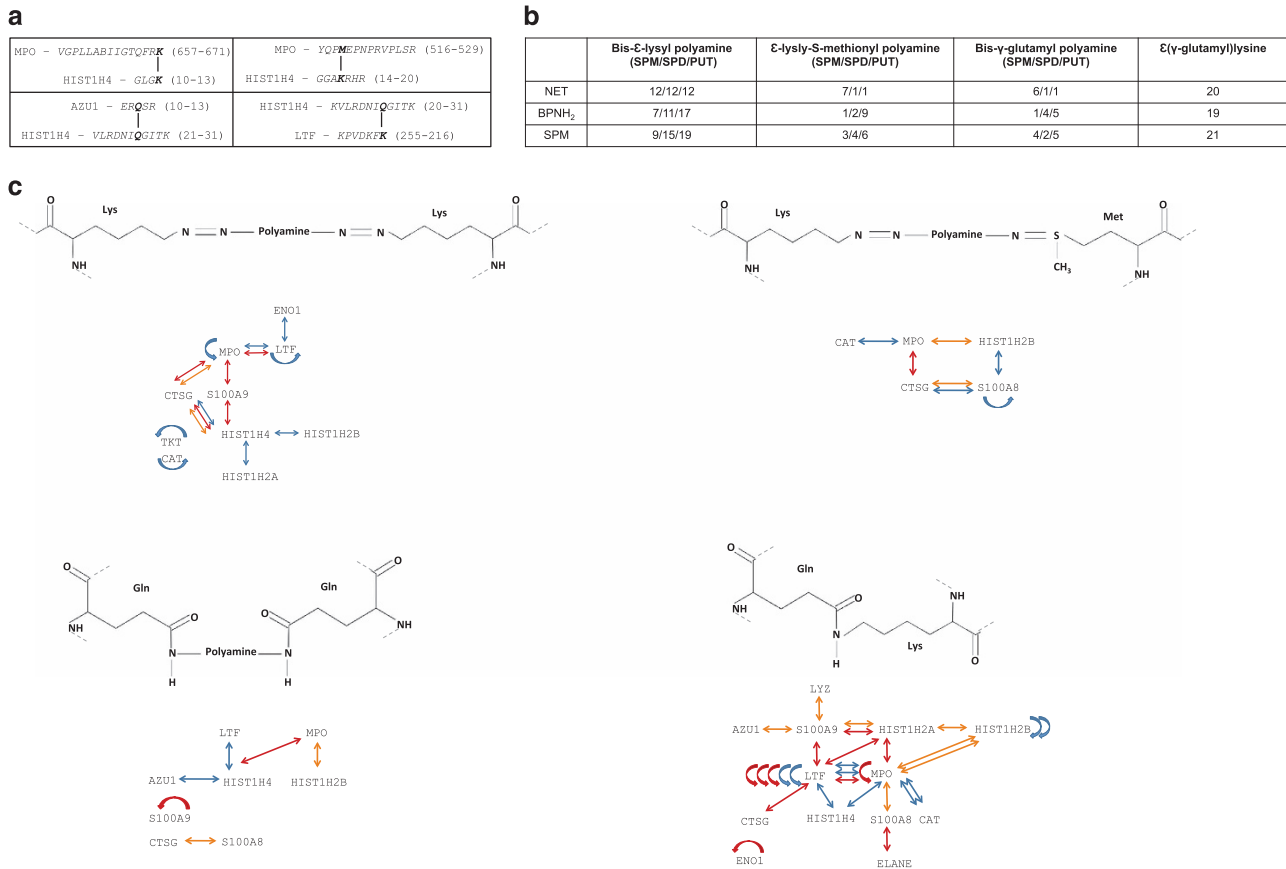 a
MPO – VGPLLABIIGTQFRK (657-671)
HIST1H4 – GLGK (10-13)
MPO – YQPMEPNPRVPLSR (516-529)
HIST1H4 – GGAKRHR (14-20)
AZU1 – ERQSR (10-13)
HIST1H4 – VLRDNIQGITK (21-31)
HIST1H4 – KVLRDNIQGITK (20-31)
LTF – KPVDKFK (255-216)
b
Bis-Ɛ-lysyl polyamine (SPM/SPD/PUT)
Ɛ-lysly-S-methionyl polyamine (SPM/SPD/PUT)
Bis-γ-glutamyl polyamine (SPM/SPD/PUT)
Ɛ(γ-glutamyl)lysine
NET 12/12/12 7/1/1 6/1/1 20
BPNH2 7/11/17 1/2/9 1/4/5 19
SPM 9/15/19 3/4/6 4/2/5 21
c
O Lys Lys O
N N Polyamine N N
NH NH
ENO1
MPO LTF
CTSG S100A9
HIST1H4 HIST1H2B
TKT
CAT
HIST1H2A
O Lys Met O
N N Polyamine N S
NH CH3 NH
CAT MPO HIST1H2B
CTSG S100A8
O Gln Gln O
NH O O NH
N Polyamine N
H H
LTF MPO
AZU1 HIST1H4 HIST1H2B
S100A9
CTSG S100A8
O Gln
NH O NH
N Lys
H O
LYZ
AZU1 S100A9 HIST1H2A HIST1H2B
LTF MPO
CTSG HIST1H4 S100A8 CAT
ENO1 ELANE